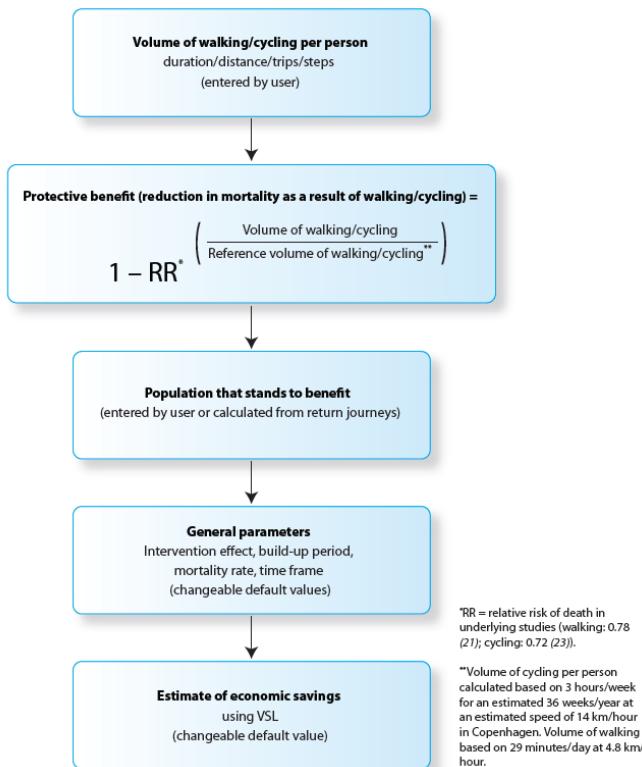 Volume of walking/cycling per person
duration/distance/trips/steps
(entered by user)
Protective benefit (reduction in mortality as a result of walking/cycling) =
1 – RR* ( Volume of walking/cycling
Reference volume of walking/cycling** )
Population that stands to benefit
(entered by user or calculated from return journeys)
General parameters
Intervention effect, build-up period,
mortality rate, time frame
(changeable default values)
Estimate of economic savings
using VSL
(changeable default value)
*RR = relative risk of death in
underlying studies (walking: 0.78
(21); cycling: 0.72 (23)).
**Volume of cycling per person
calculated based on 3 hours/week
for an estimated 36 weeks/year at
an estimated speed of 14 km/hour
in Copenhagen. Volume of walking
based on 29 minutes/day at 4.8 km/
hour.